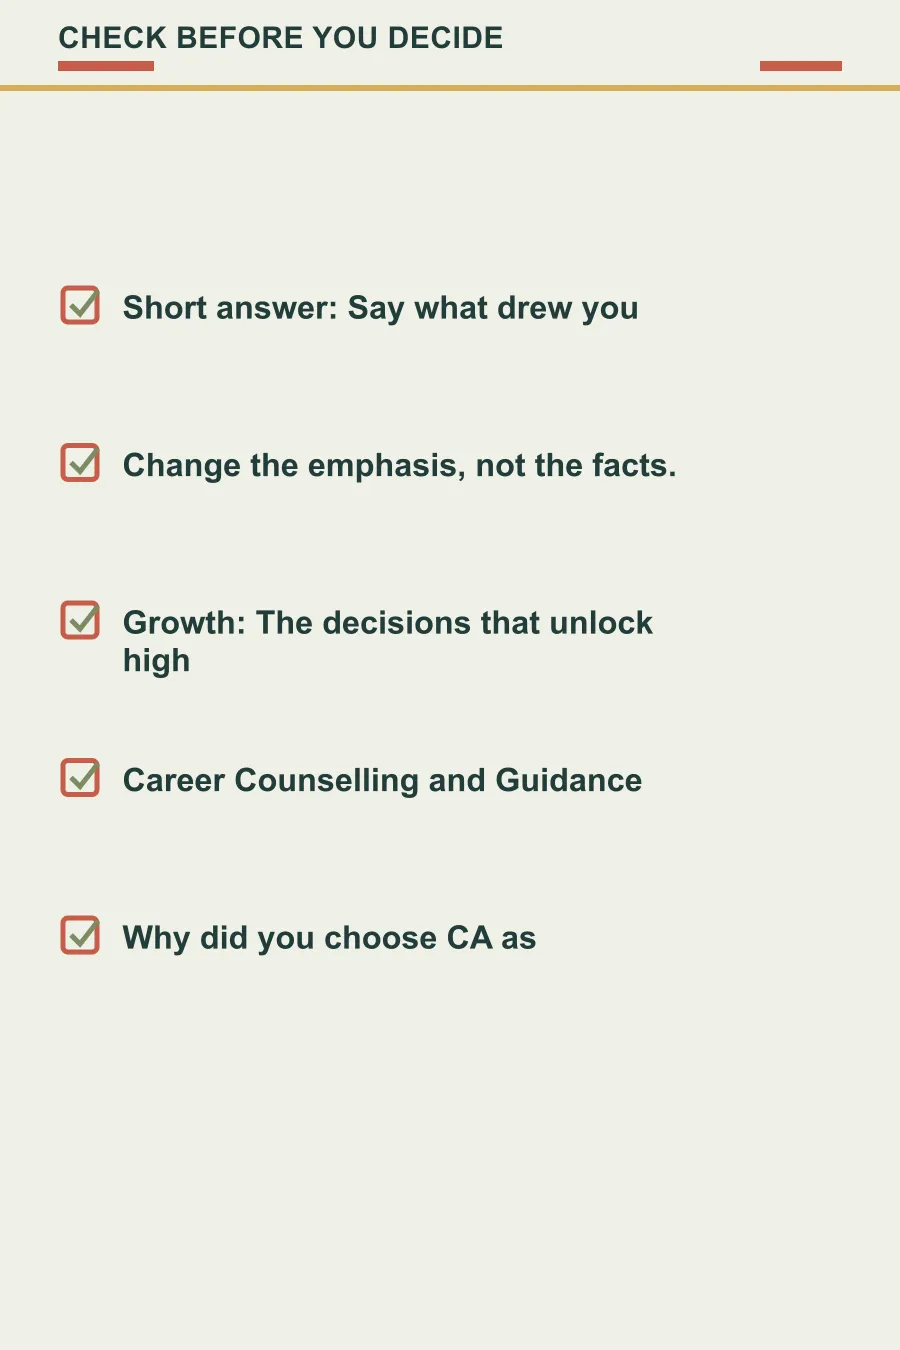 CHECK BEFORE YOU DECIDE
Short answer: Say what drew you
Change the emphasis, not the facts.
Growth: The decisions that unlock
high
Career Counselling and Guidance
Why did you choose CA as